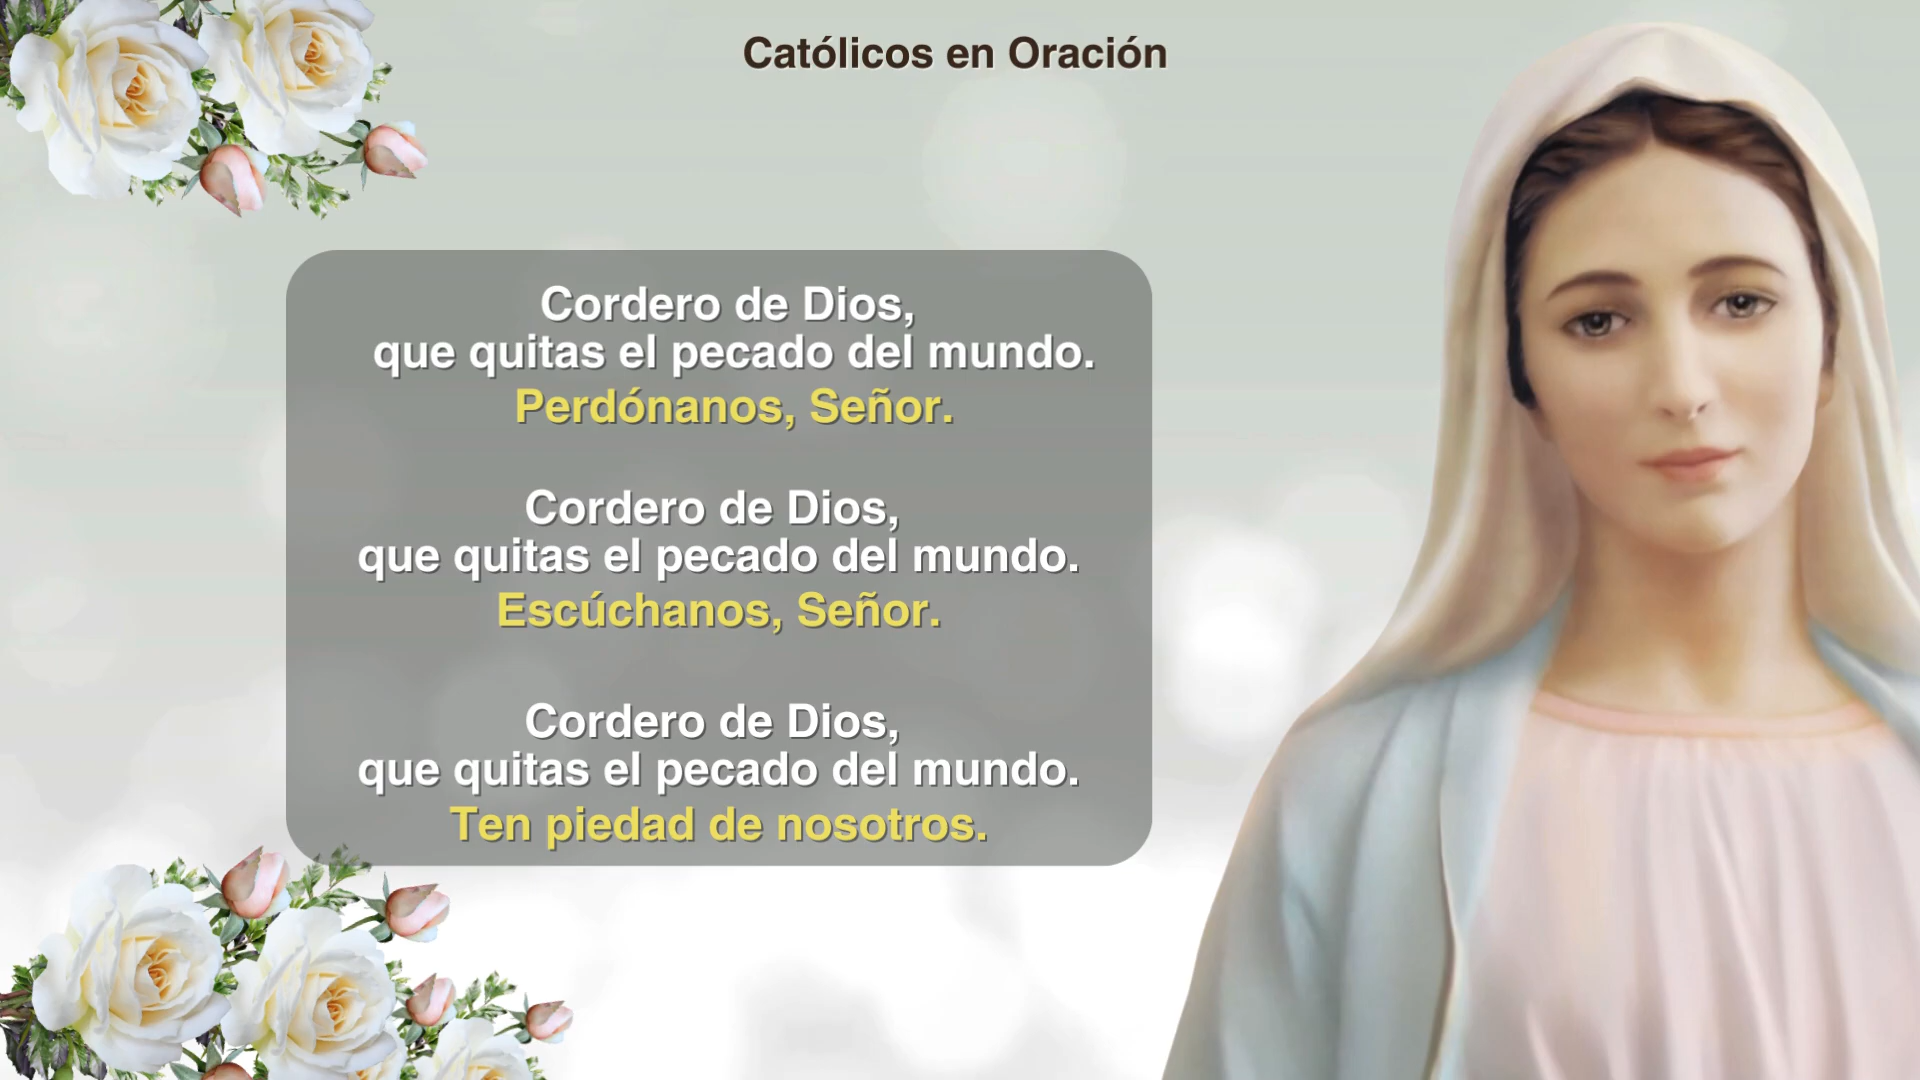 Católicos en Oración
Cordero de Dios,
que quitas el pecado del mundo.
Perdónanos, Señor.
Cordero de Dios,
que quitas el pecado del mundo.
Escúchanos, Señor.
Cordero de Dios,
que quitas el pecado del mundo.
Ten piedad de nosotros.